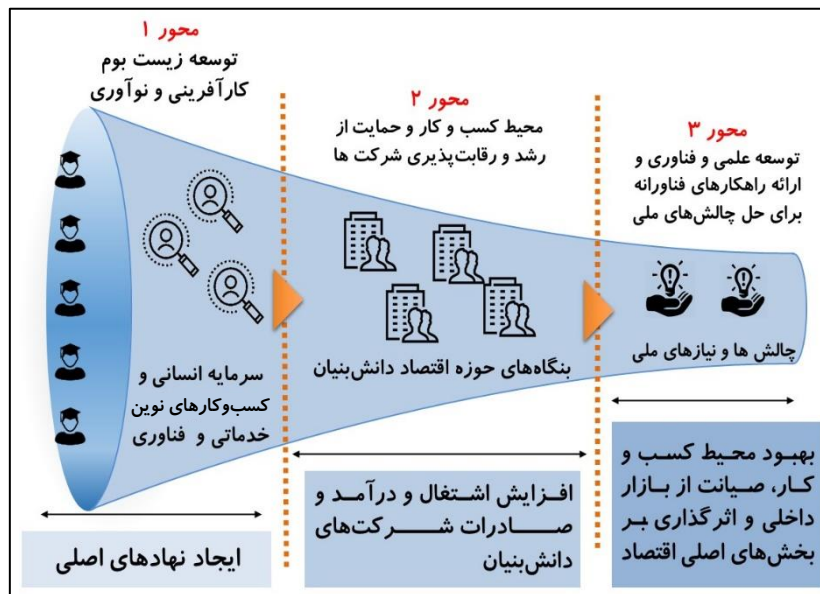 محور ۱
توسعه زیست بوم
کارآفرینی و نوآوری
محور ۲
محیط کسب و کار و حمایت از
رشد و رقابت‌پذیری شرکت ها
محور ۳
توسعه علمی و فناوری و
ارائه راهکارهای فناورانه
برای حل چالش‌های ملی
سرمایه انسانی و
کسب‌وکارهای نوین
خدماتی و فناوری
بنگاه‌های حوزه اقتصاد دانش‌بنیان
چالش ها و نیازهای ملی
ایجاد نهادهای اصلی
افزایش اشتغال و درآمد و
صادرات شرکت‌های
دانش‌بنیان
بهبود محیط کسب و
کار، صیانت از بازار
داخلی و اثرگذاری بر
بخش‌های اصلی اقتصاد